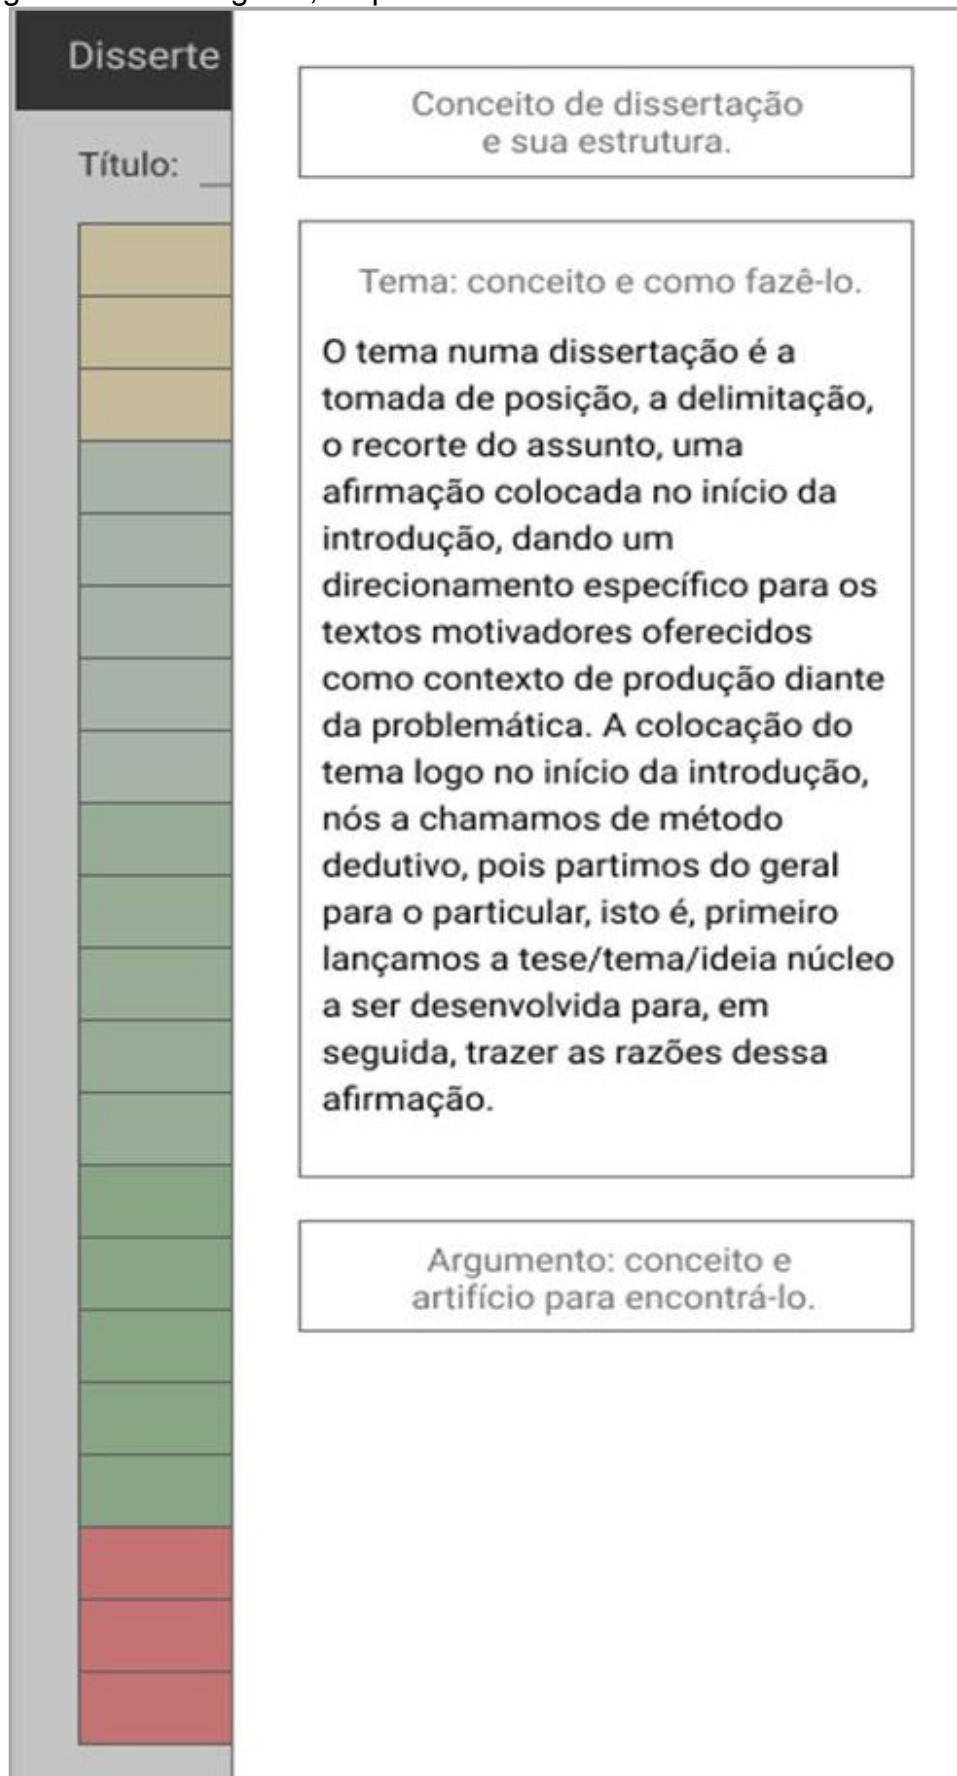 Disserte
Título:
Conceito de dissertação
e sua estrutura.
Tema: conceito e como fazê-lo.
O tema numa dissertação é a
tomada de posição, a delimitação,
o recorte do assunto, uma
afirmação colocada no início da
introdução, dando um
direcionamento específico para os
textos motivadores oferecidos
como contexto de produção diante
da problemática. A colocação do
tema logo no início da introdução,
nós a chamamos de método
dedutivo, pois partimos do geral
para o particular, isto é, primeiro
lançamos a tese/tema/ideia núcleo
a ser desenvolvida para, em
seguida, trazer as razões dessa
afirmação.
Argumento: conceito e
artifício para encontrá-lo.